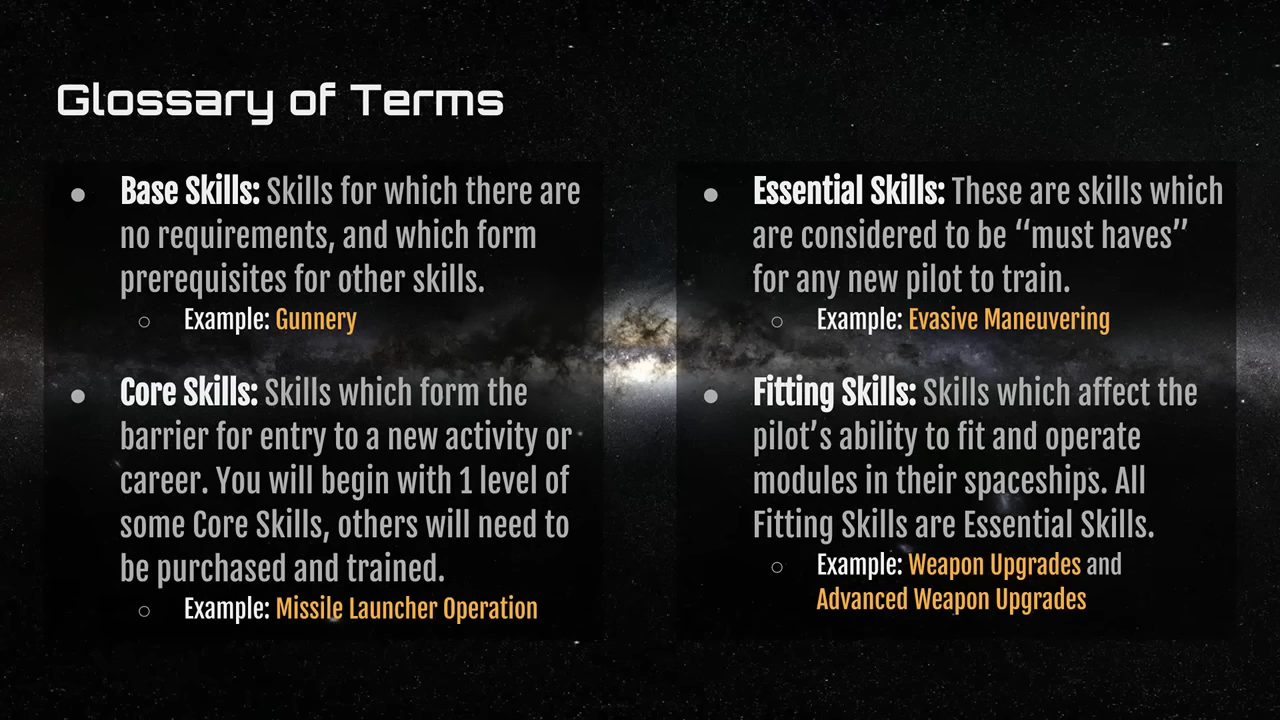 Glossary of Terms
Base Skills: Skills for which there are
no requirements, and which form
prerequisites for other skills.
Example: Gunnery
Core Skills: Skills which form the
barrier for entry to a new activity or
career. You will begin with 1 level of
some Core Skills, others will need to
be purchased and trained.
Example: Missile Launcher Operation
Essential Skills: These are skills which
are considered to be “must haves”
for any new pilot to train.
Example: Evasive Maneuvering
Fitting Skills: Skills which affect the
pilot’s ability to fit and operate
modules in their spaceships. All
Fitting Skills are Essential Skills.
Example: Weapon Upgrades and
Advanced Weapon Upgrades